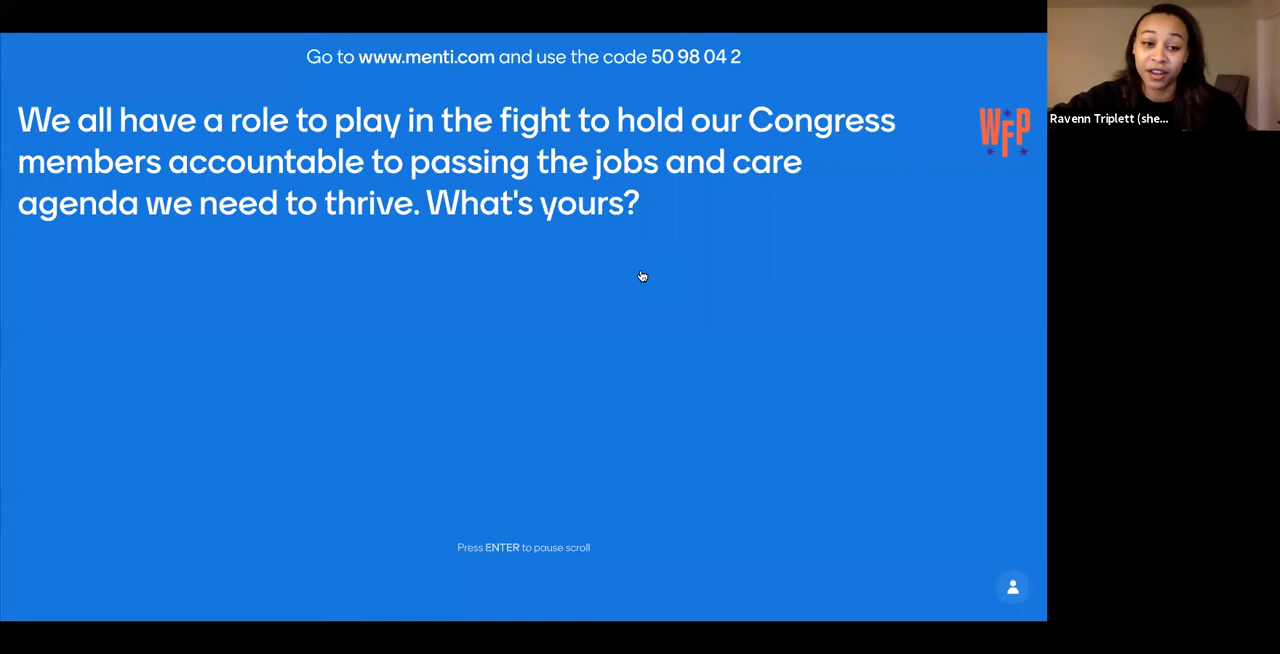 Go to www.menti.com and use the code 50 98 04 2
We all have a role to play in the fight to hold our Congress
members accountable to passing the jobs and care
agenda we need to thrive. What's yours?
WFP
Ravenn Triplett (she...
Press ENTER to pause scroll